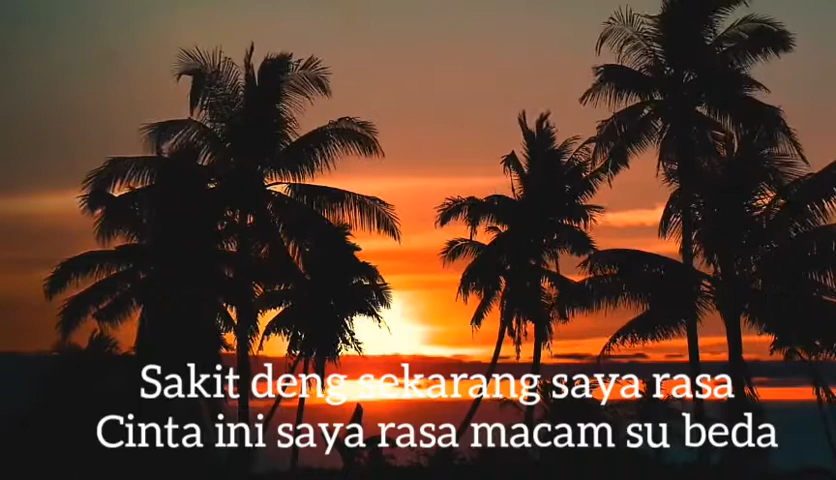 Sakit deng sekarang saya rasa
Cinta ini saya rasa macam su beda